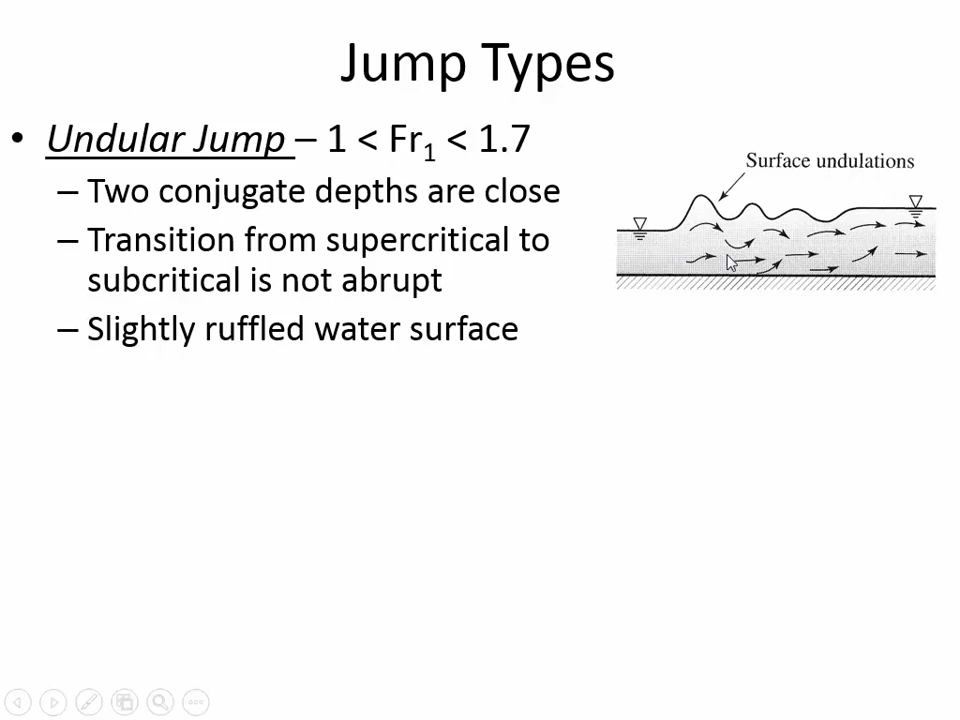 Jump Types
• Undular Jump – 1 < Fr₁ < 1.7
– Two conjugate depths are close
– Transition from supercritical to
subcritical is not abrupt
– Slightly ruffled water surface
Surface undulations